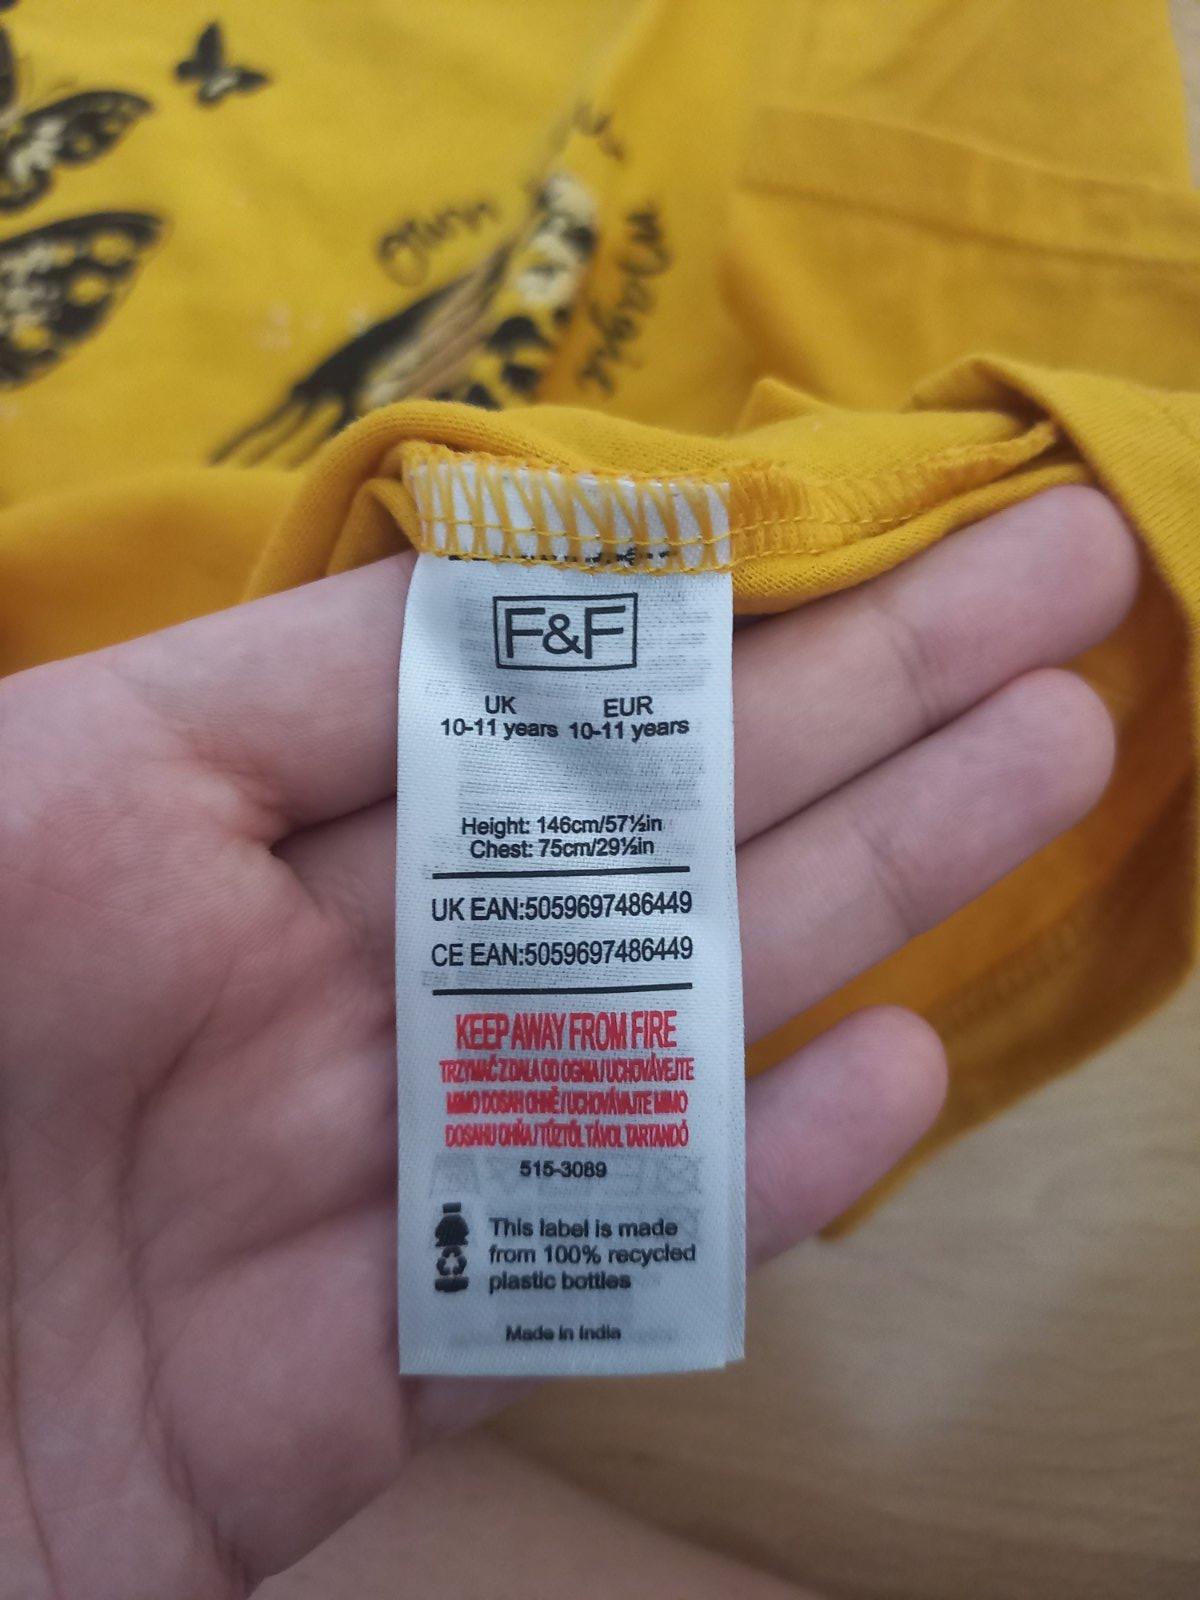 grow
magic
F&F
UK EUR
10-11 years 10-11 years
Height: 146cm/57½in
Chest: 75cm/29½in
UK EAN:5059697486449
CE EAN:5059697486449
KEEP AWAY FROM FIRE
TRZYMAĆ Z DALA OD OGNIA / UCHOVÁVEJTE
MIMO DOSAH OHNĚ / UCHOVÁVAJTE MIMO
DOSAHU OHŇA / TŰZTŐL TÁVOL TARTANDÓ
515-3089
This label is made
from 100% recycled
plastic bottles
Made in India